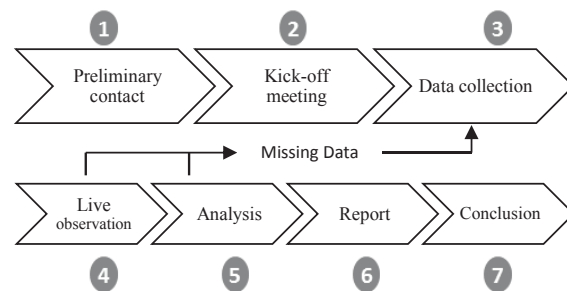 1 2 3
Preliminary Kick-off Data collection
contact meeting
Missing Data
Live Analysis Report Conclusion
observation
4 5 6 7